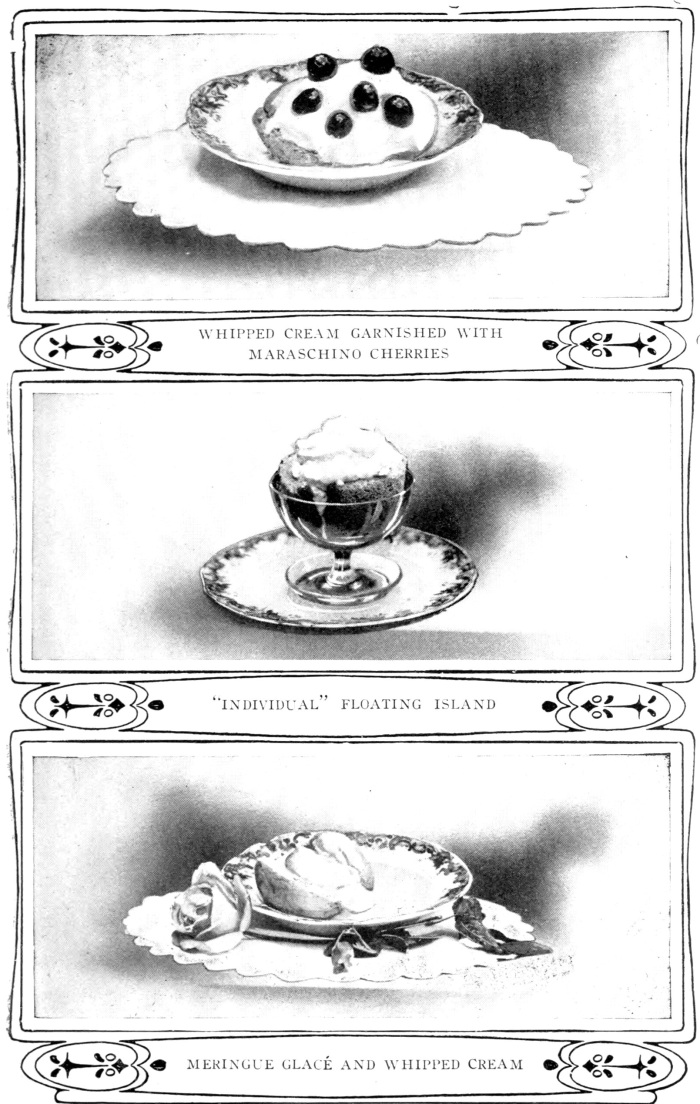 WHIPPED CREAM GARNISHED WITH
MARASCHINO CHERRIES
"INDIVIDUAL" FLOATING ISLAND
MERINGUE GLACÉ AND WHIPPED CREAM